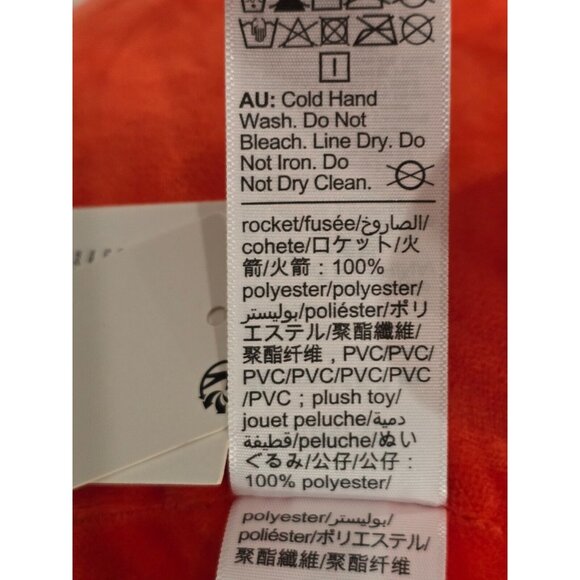 AU: Cold Hand
Wash. Do Not
Bleach. Line Dry. Do
Not Iron. Do
Not Dry Clean.
rocket/fusée/الصاروخ/
cohete/ロケット/火
箭/火箭：100%
polyester/polyester/
بوليستر/poliéster/ポリ
エステル/聚酯纖維/
聚酯纤维，PVC/PVC/
PVC/PVC/PVC/PVC
/PVC；plush toy/
jouet peluche/دمية
قطيفة/peluche/ぬい
ぐるみ/公仔/公仔：
100% polyester/
polyester/بوليستر/
poliéster/ポリエステル/
聚酯纖維/聚酯纤维